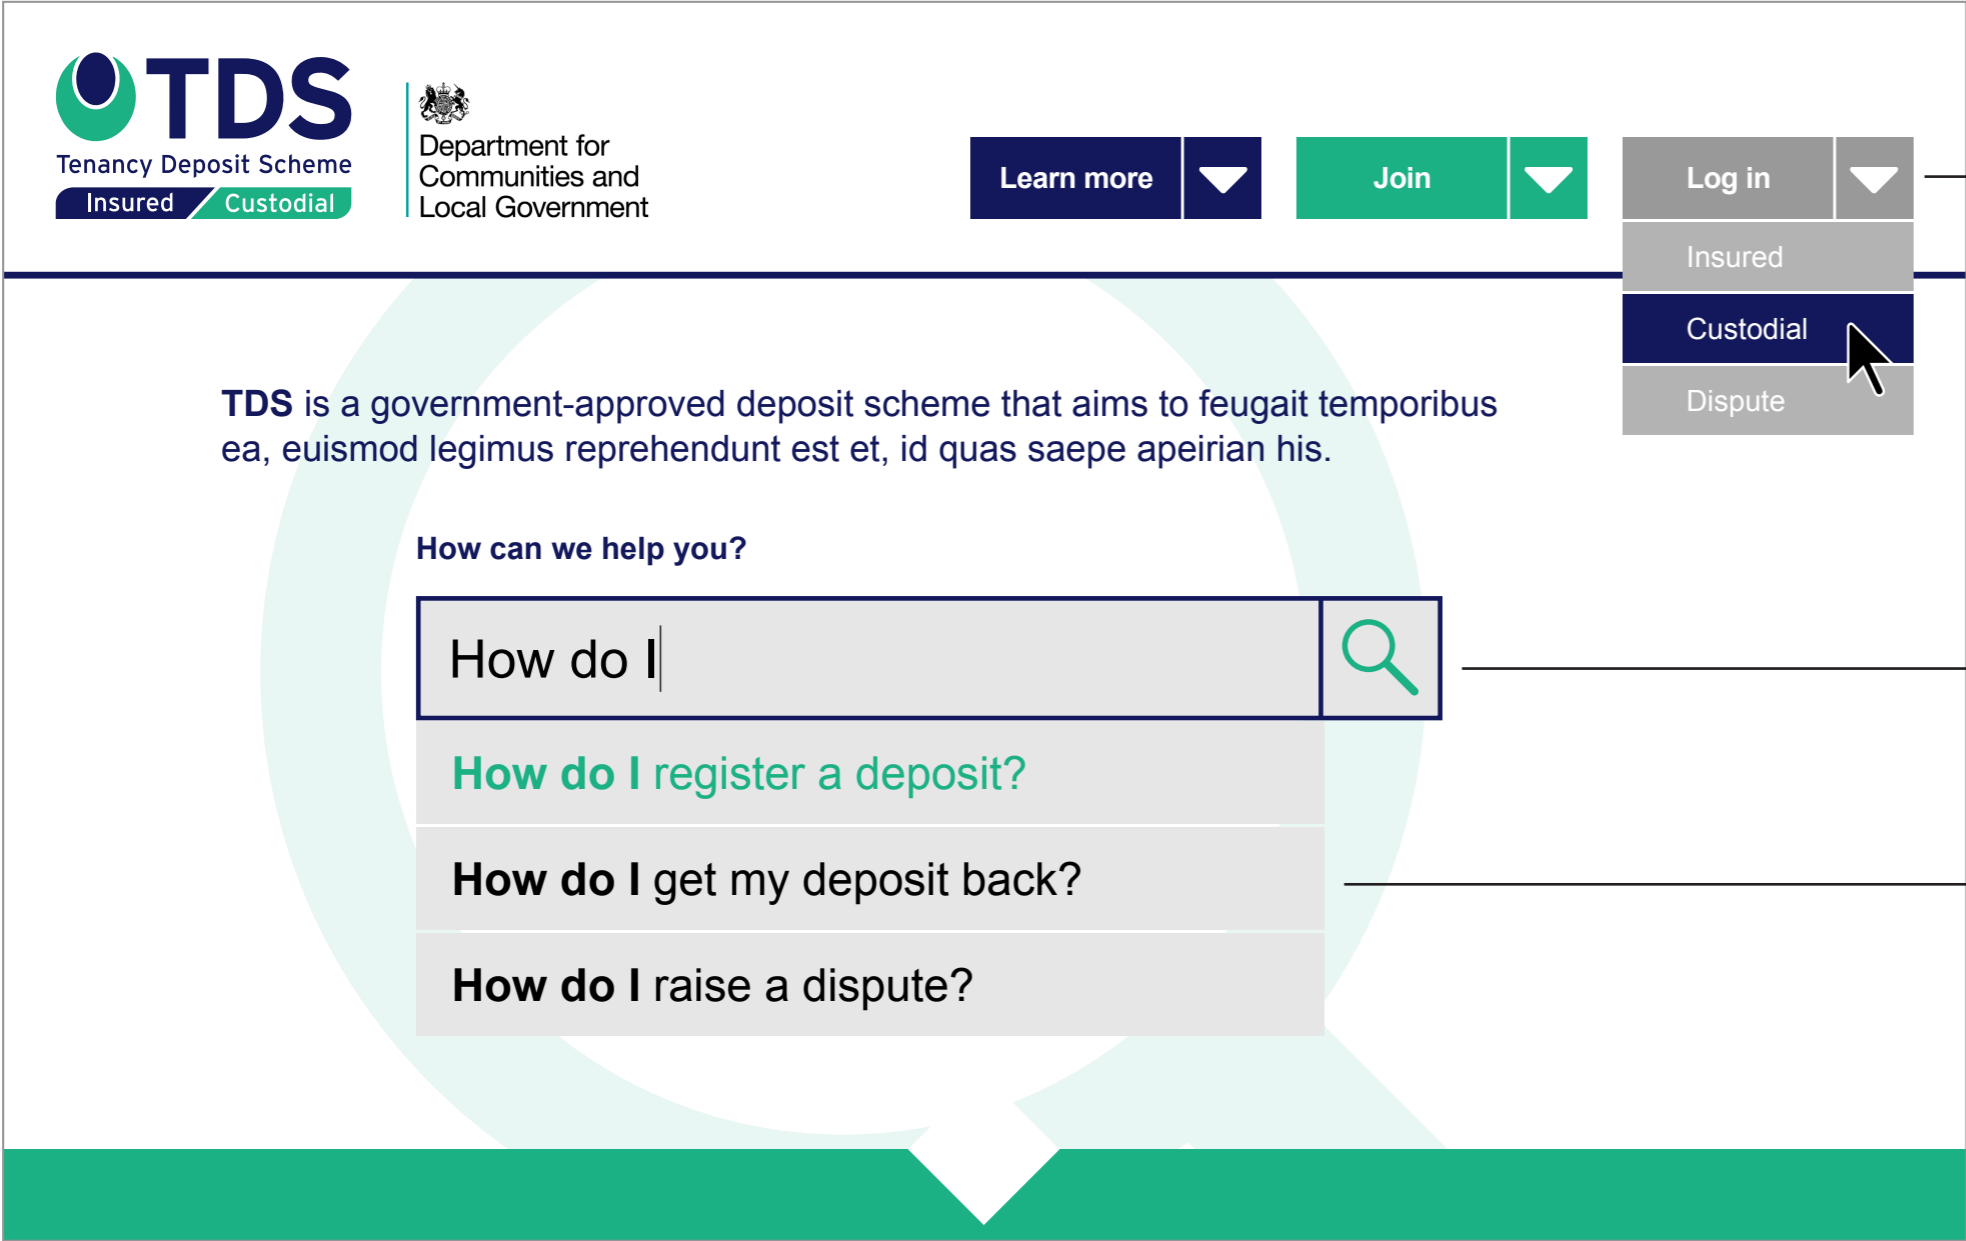 TDS
Tenancy Deposit Scheme
Insured Custodial
Department for
Communities and
Local Government
Learn more
Join
Log in
Insured
Custodial
Dispute
TDS is a government-approved deposit scheme that aims to feugait temporibus
ea, euismod legimus reprehendunt est et, id quas saepe apeirian his.
How can we help you?
How do I
How do I register a deposit?
How do I get my deposit back?
How do I raise a dispute?